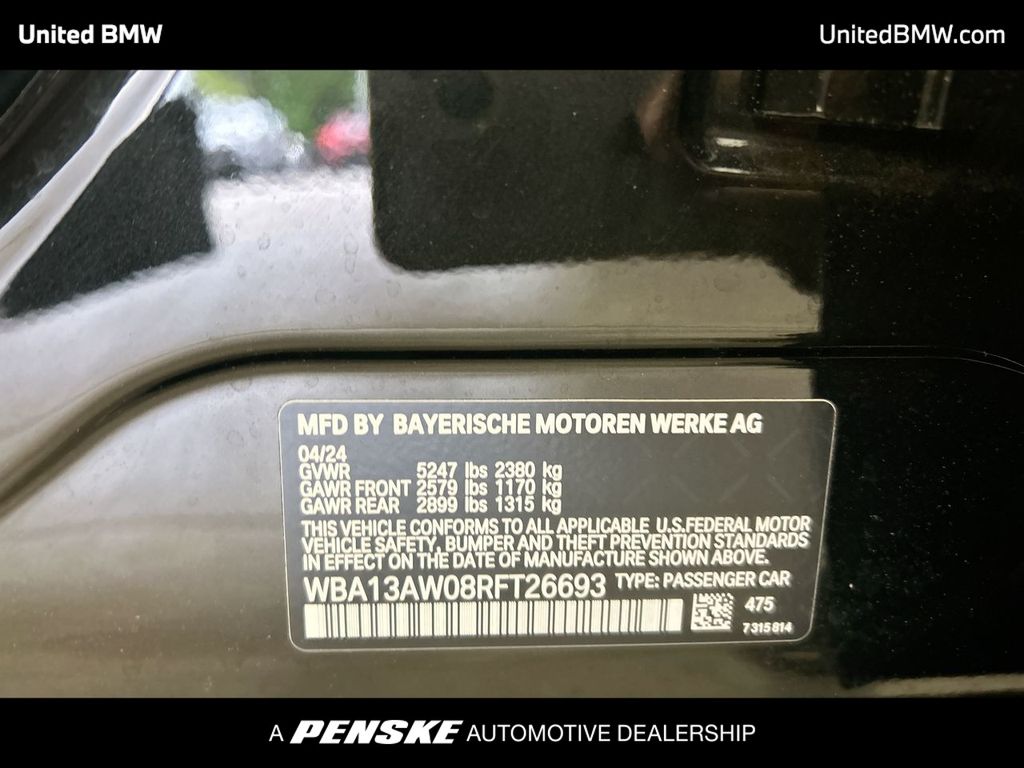 United BMW
UnitedBMW.com
MFD BY BAYERISCHE MOTOREN WERKE AG
04/24
GVWR 5247 lbs 2380 kg
GAWR FRONT 2579 lbs 1170 kg
GAWR REAR 2899 lbs 1315 kg
THIS VEHICLE CONFORMS TO ALL APPLICABLE U.S.FEDERAL MOTOR
VEHICLE SAFETY, BUMPER AND THEFT PREVENTION STANDARDS
IN EFFECT ON THE DATE OF MANUFACTURE SHOWN ABOVE.
WBA13AW08RFT26693 TYPE: PASSENGER CAR
475
7315814
A PENSKE AUTOMOTIVE DEALERSHIP